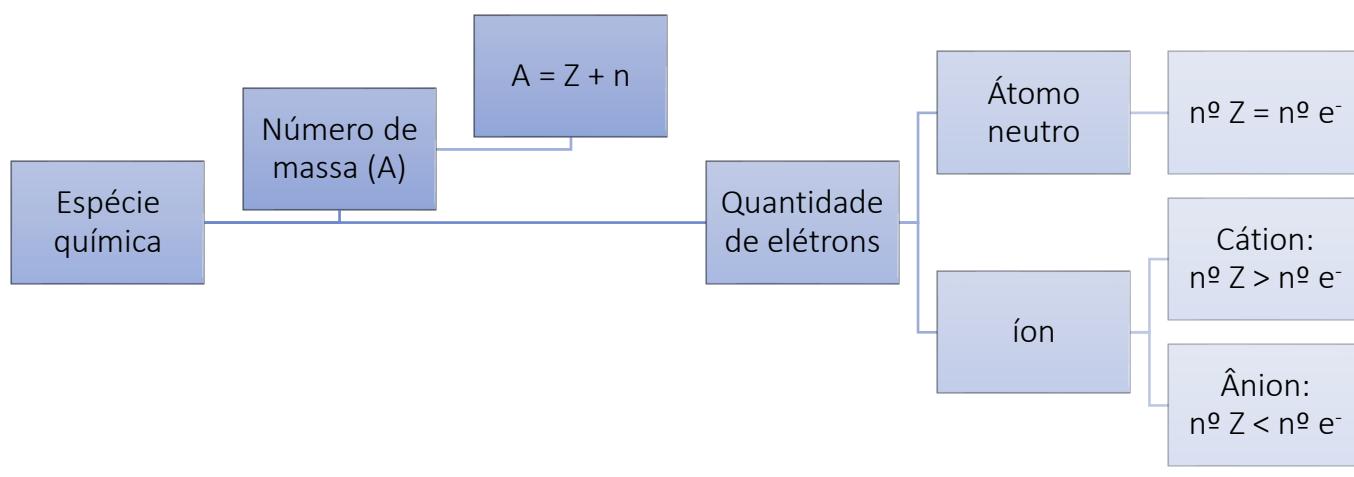 Espécie
química
Número de
massa (A)
A = Z + n
Quantidade
de elétrons
Átomo
neutro
nº Z = nº e⁻
íon
Cátion:
nº Z > nº e⁻
Ânion:
nº Z < nº e⁻